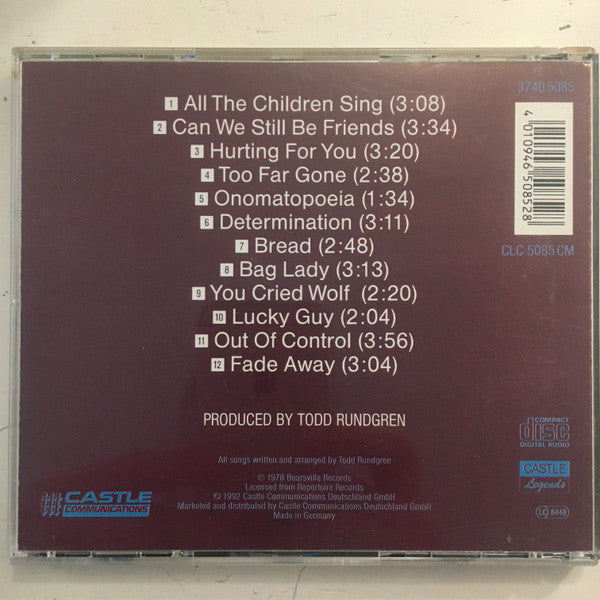 37405085
1 All The Children Sing (3:08)
2 Can We Still Be Friends (3:34)
3 Hurting For You (3:20)
4 Too Far Gone (2:38)
5 Onomatopoeia (1:34)
6 Determination (3:11)
7 Bread (2:48)
8 Bag Lady (3:13)
9 You Cried Wolf (2:20)
10 Lucky Guy (2:04)
11 Out Of Control (3:56)
12 Fade Away (3:04)
4 010946 508528
CLC 5085 CM
PRODUCED BY TODD RUNDGREN
COMPACT
disc
DIGITAL AUDIO
All songs written and arranged by Todd Rundgren
℗ 1978 Bearsville Records
Licensed from Repertoire Records
© 1992 Castle Communications Deutschland GmbH
Marketed and distributed by Castle Communications Deutschland GmbH
Made in Germany
CASTLE
COMMUNICATIONS
CASTLE
Legends
LC 6448